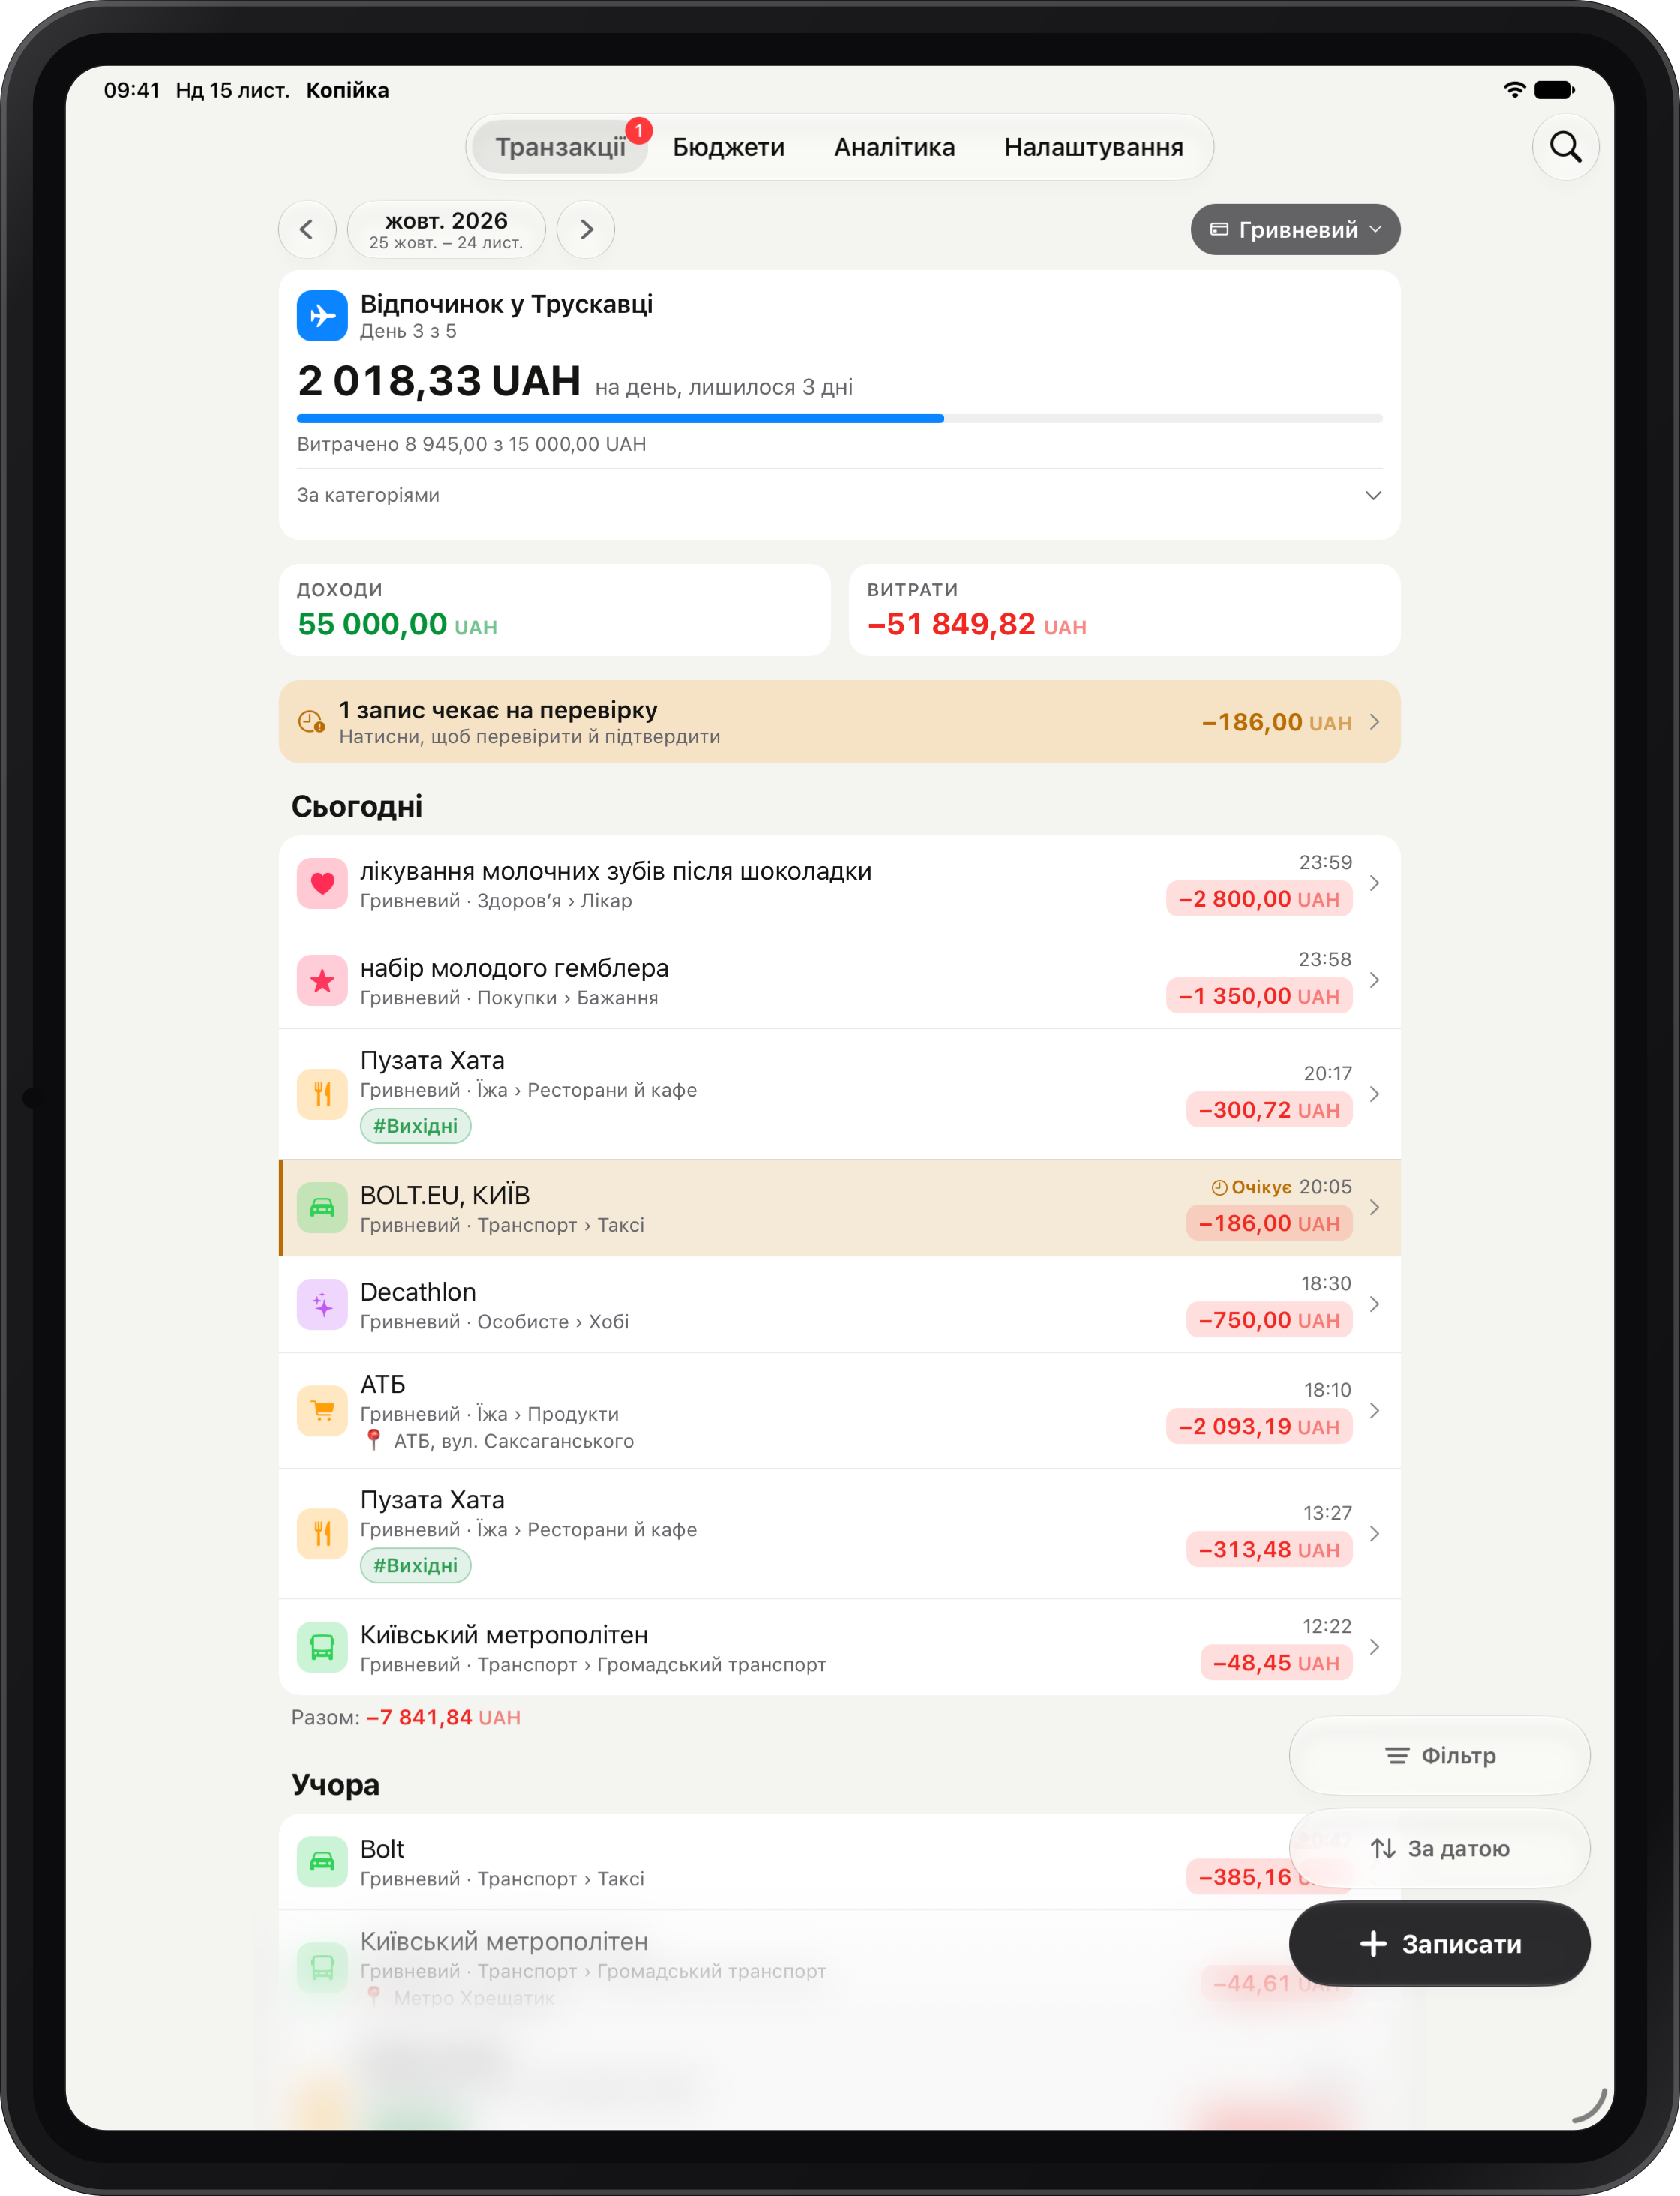 09:41 Нд 15 лист. Копійка
Транзакції 1 Бюджети Аналітика Налаштування
жовт. 2026
25 жовт. – 24 лист.
Гривневий
Відпочинок у Трускавці
День 3 з 5
2 018,33 UAH на день, лишилося 3 дні
Витрачено 8 945,00 з 15 000,00 UAH
За категоріями
ДОХОДИ
55 000,00 UAH
ВИТРАТИ
−51 849,82 UAH
1 запис чекає на перевірку
Натисни, щоб перевірити й підтвердити
−186,00 UAH
Сьогодні
лікування молочних зубів після шоколадки
Гривневий · Здоров’я › Лікар
23:59
−2 800,00 UAH
набір молодого гемблера
Гривневий · Покупки › Бажання
23:58
−1 350,00 UAH
Пузата Хата
Гривневий · Їжа › Ресторани й кафе
#Вихідні
20:17
−300,72 UAH
BOLT.EU, КИЇВ
Гривневий · Транспорт › Таксі
Очікує 20:05
−186,00 UAH
Decathlon
Гривневий · Особисте › Хобі
18:30
−750,00 UAH
АТБ
Гривневий · Їжа › Продукти
АТБ, вул. Саксаганського
18:10
−2 093,19 UAH
Пузата Хата
Гривневий · Їжа › Ресторани й кафе
#Вихідні
13:27
−313,48 UAH
Київський метрополітен
Гривневий · Транспорт › Громадський транспорт
12:22
−48,45 UAH
Разом: −7 841,84 UAH
Фільтр
Учора
Bolt
Гривневий · Транспорт › Таксі
−385,16
За датою
Київський метрополітен
Гривневий · Транспорт › Громадський транспорт
Метро Хрещатик
−44,61 UAH
Записати